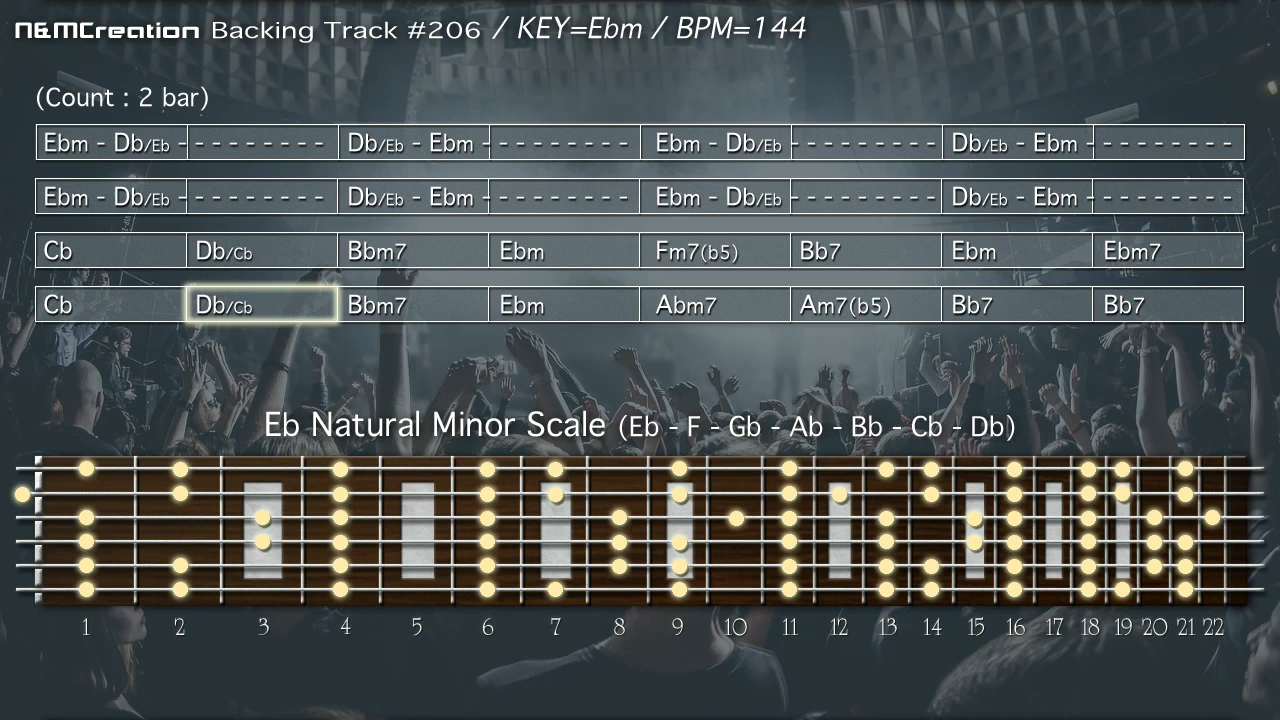 N&MCreation Backing Track #206 / KEY=Ebm / BPM=144
(Count : 2 bar)
Ebm - Db/Eb - - - - - - - - - Db/Eb - Ebm - - - - - - - - - Ebm - Db/Eb - - - - - - - - - Db/Eb - Ebm - - - - - - - - -
Ebm - Db/Eb - - - - - - - - - Db/Eb - Ebm - - - - - - - - - Ebm - Db/Eb - - - - - - - - - Db/Eb - Ebm - - - - - - - - -
Cb Db/Cb Bbm7 Ebm Fm7(b5) Bb7 Ebm Ebm7
Cb Db/Cb Bbm7 Ebm Abm7 Am7(b5) Bb7 Bb7
Eb Natural Minor Scale (Eb - F - Gb - Ab - Bb - Cb - Db)
1 2 3 4 5 6 7 8 9 10 11 12 13 14 15 16 17 18 19 20 21 22